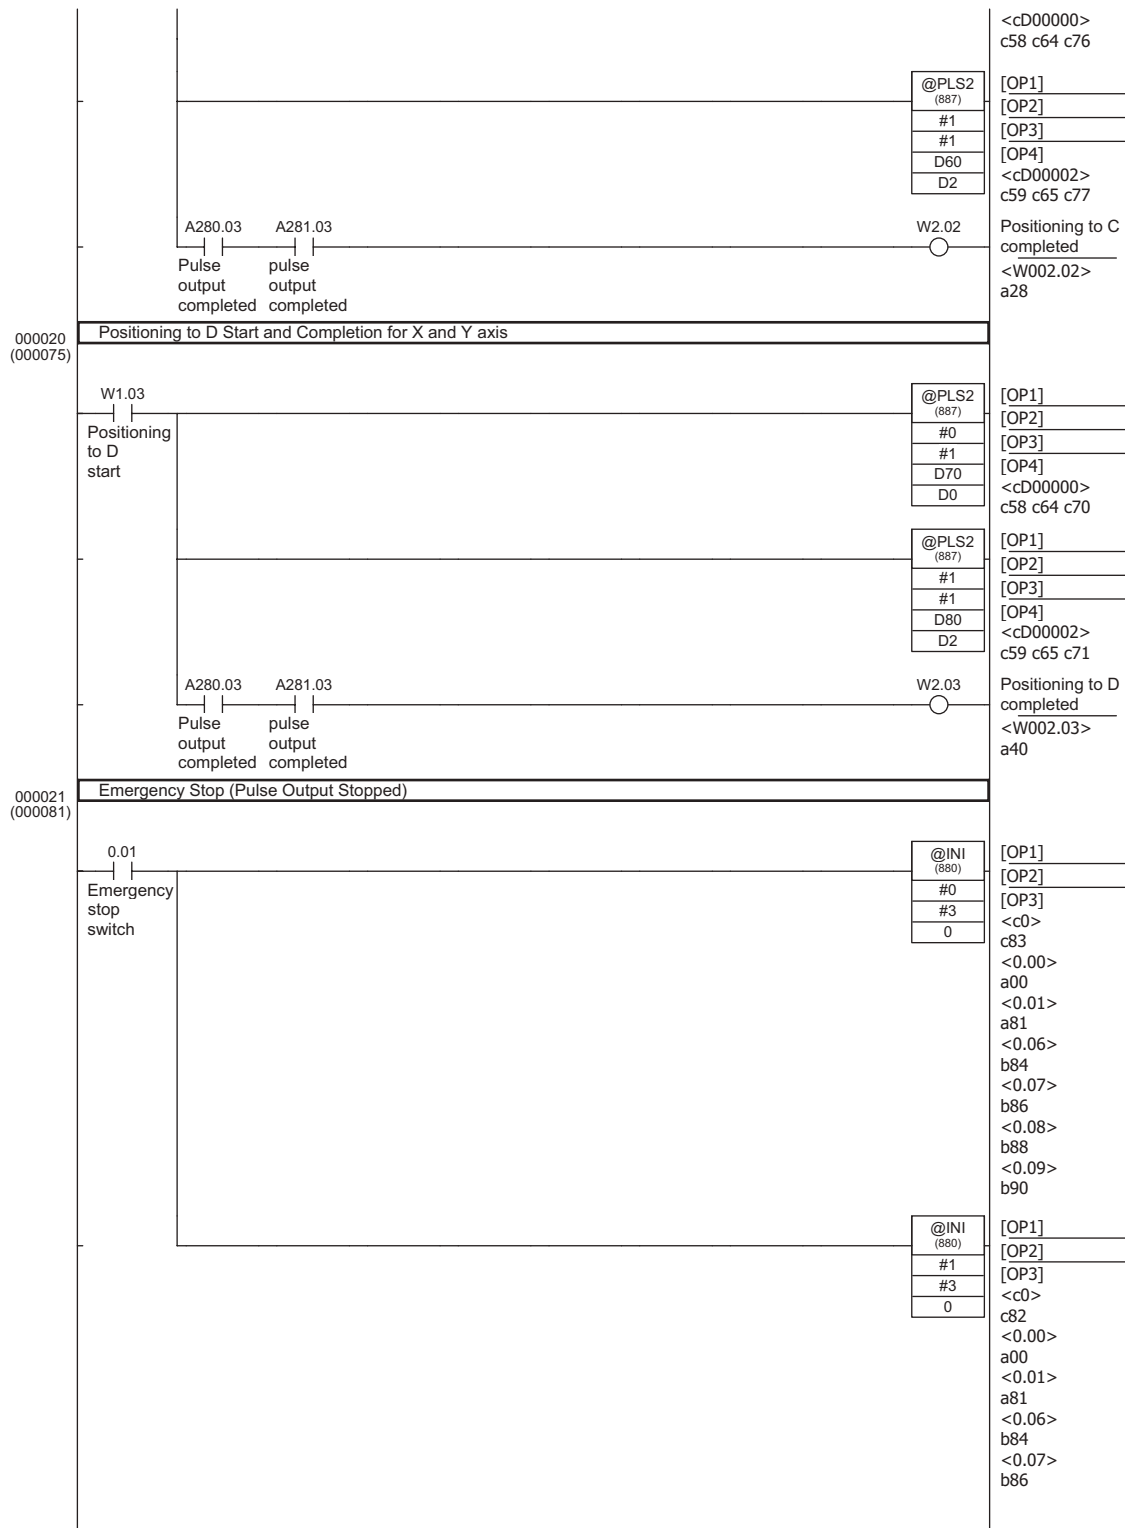 <cD00000>
c58 c64 c76
@PLS2
(887)
#1
#1
D60
D2
[OP1]
[OP2]
[OP3]
[OP4]
<cD00002>
c59 c65 c77
A280.03 A281.03 W2.02
Pulse output completed
pulse output completed
Positioning to C
completed
<W002.02>
a28
000020
(000075)
Positioning to D Start and Completion for X and Y axis
W1.03
Positioning
to D
start
@PLS2
(887)
#0
#1
D70
D0
[OP1]
[OP2]
[OP3]
[OP4]
<cD00000>
c58 c64 c70
@PLS2
(887)
#1
#1
D80
D2
[OP1]
[OP2]
[OP3]
[OP4]
<cD00002>
c59 c65 c71
A280.03 A281.03 W2.03
Pulse output completed
pulse output completed
Positioning to D
completed
<W002.03>
a40
000021
(000081)
Emergency Stop (Pulse Output Stopped)
0.01
Emergency
stop
switch
@INI
(880)
#0
#3
0
[OP1]
[OP2]
[OP3]
<c0>
c83
<0.00>
a00
<0.01>
a81
<0.06>
b84
<0.07>
b86
<0.08>
b88
<0.09>
b90
@INI
(880)
#1
#3
0
[OP1]
[OP2]
[OP3]
<c0>
c82
<0.00>
a00
<0.01>
a81
<0.06>
b84
<0.07>
b86